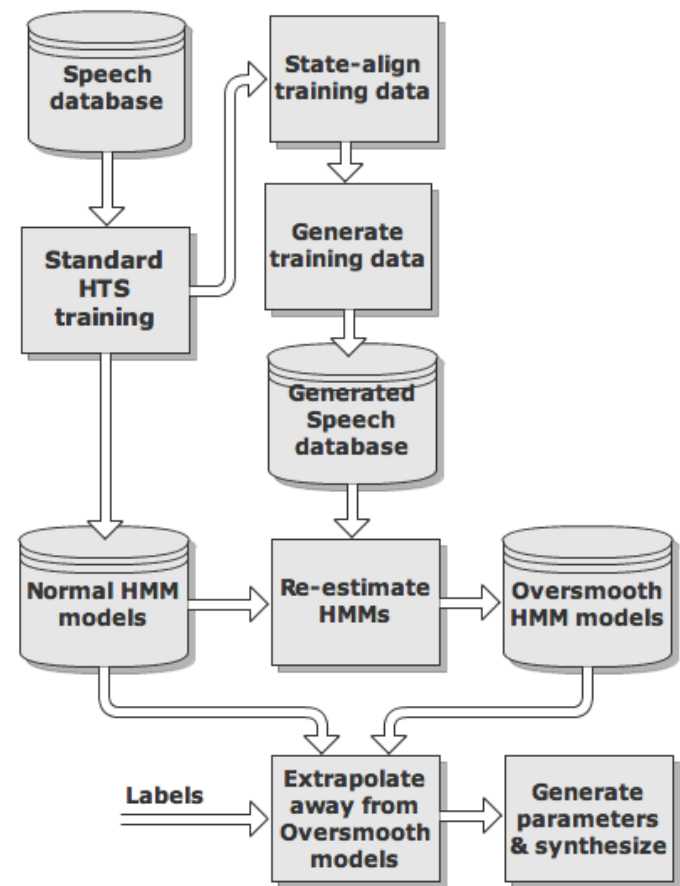 Speech
database
State-align
training data
Standard
HTS
training
Generate
training data
Generated
Speech
database
Normal HMM
models
Re-estimate
HMMs
Oversmooth
HMM models
Labels
Extrapolate
away from
Oversmooth
models
Generate
parameters
& synthesize